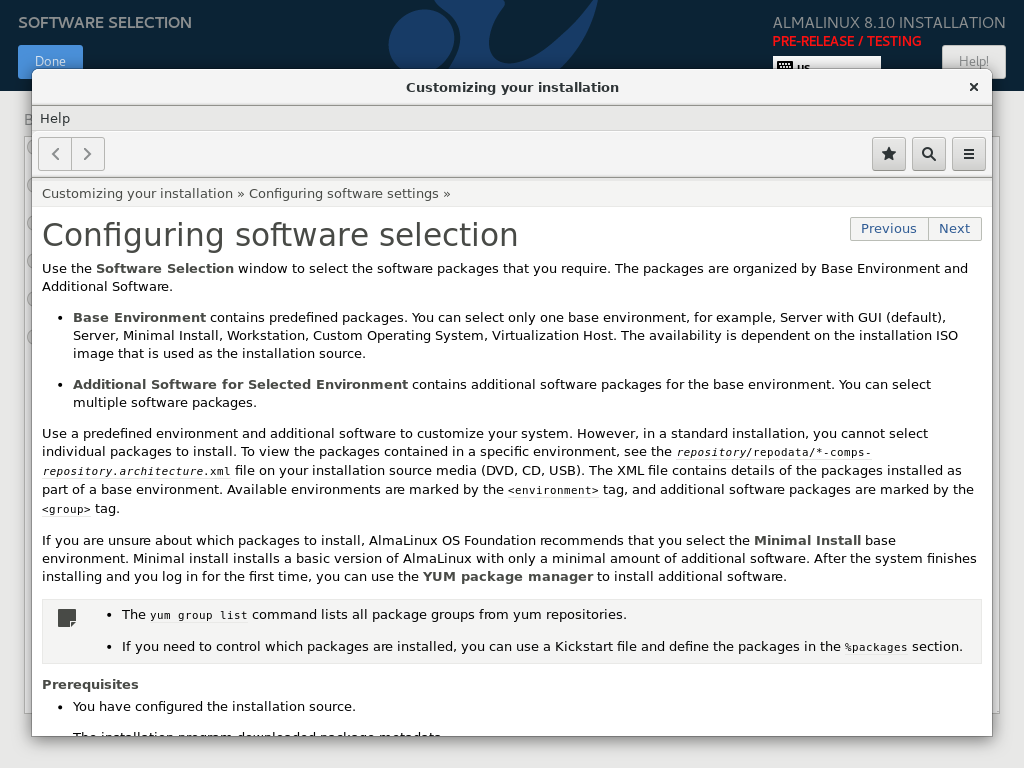 SOFTWARE SELECTION
ALMALINUX 8.10 INSTALLATION
PRE-RELEASE / TESTING
Done
us
Help!
Customizing your installation
Help
Customizing your installation » Configuring software settings »
Configuring software selection
Previous
Next
Use the Software Selection window to select the software packages that you require. The packages are organized by Base Environment and
Additional Software.
• Base Environment contains predefined packages. You can select only one base environment, for example, Server with GUI (default),
Server, Minimal Install, Workstation, Custom Operating System, Virtualization Host. The availability is dependent on the installation ISO
image that is used as the installation source.
• Additional Software for Selected Environment contains additional software packages for the base environment. You can select
multiple software packages.
Use a predefined environment and additional software to customize your system. However, in a standard installation, you cannot select
individual packages to install. To view the packages contained in a specific environment, see the repository/repodata/*-comps-
repository.architecture.xml file on your installation source media (DVD, CD, USB). The XML file contains details of the packages installed as
part of a base environment. Available environments are marked by the <environment> tag, and additional software packages are marked by the
<group> tag.
If you are unsure about which packages to install, AlmaLinux OS Foundation recommends that you select the Minimal Install base
environment. Minimal install installs a basic version of AlmaLinux with only a minimal amount of additional software. After the system finishes
installing and you log in for the first time, you can use the YUM package manager to install additional software.
• The yum group list command lists all package groups from yum repositories.
• If you need to control which packages are installed, you can use a Kickstart file and define the packages in the %packages section.
Prerequisites
• You have configured the installation source.
The installation program downloaded package metadata.